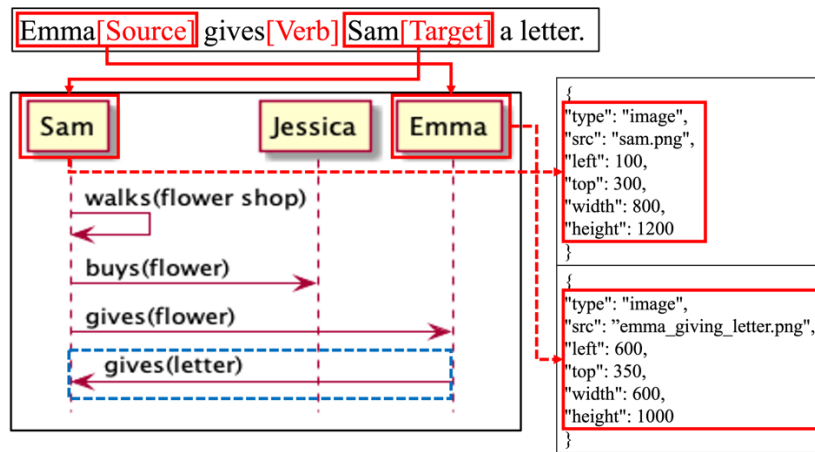 Emma[Source] gives[Verb] Sam[Target] a letter.
Sam
Jessica
Emma
walks(flower shop)
buys(flower)
gives(flower)
gives(letter)
{
"type": "image",
"src": "sam.png",
"left": 100,
"top": 300,
"width": 800,
"height": 1200
}
{
"type": "image",
"src": ”emma_giving_letter.png",
"left": 600,
"top": 350,
"width": 600,
"height": 1000
}